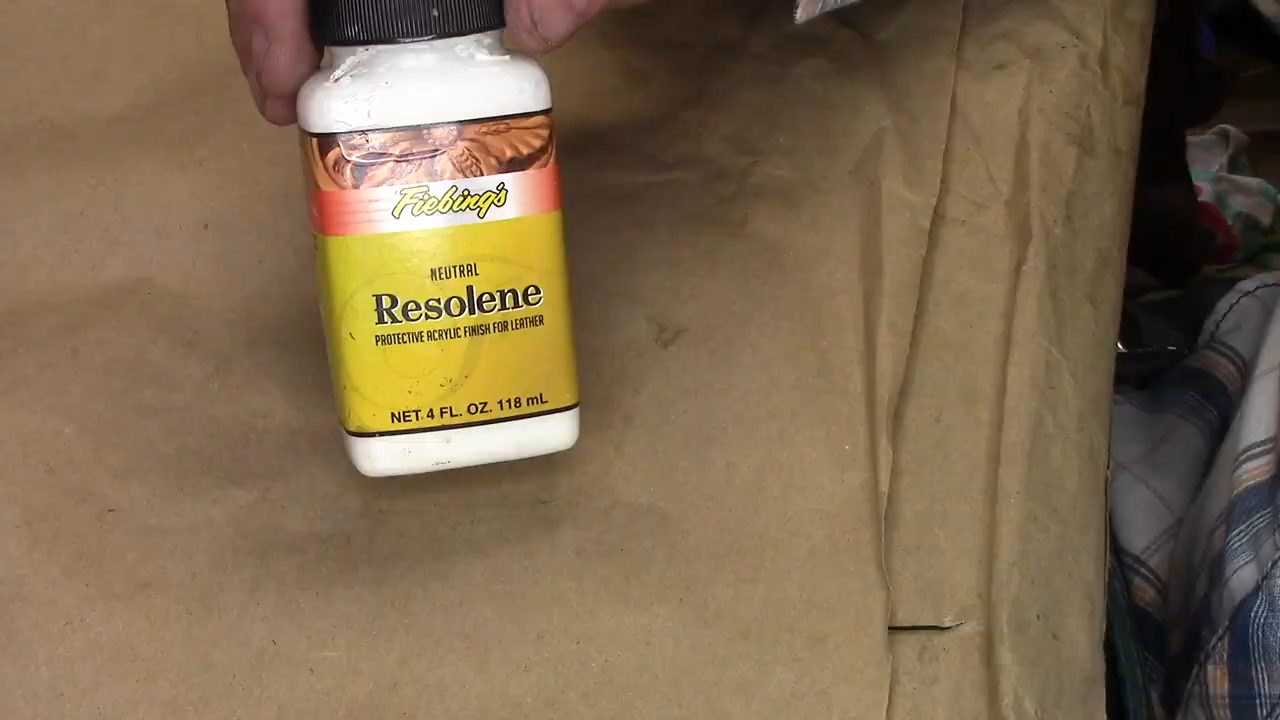 Fiebing's
NEUTRAL
Resolene
PROTECTIVE ACRYLIC FINISH FOR LEATHER
NET 4 FL. OZ. 118 mL